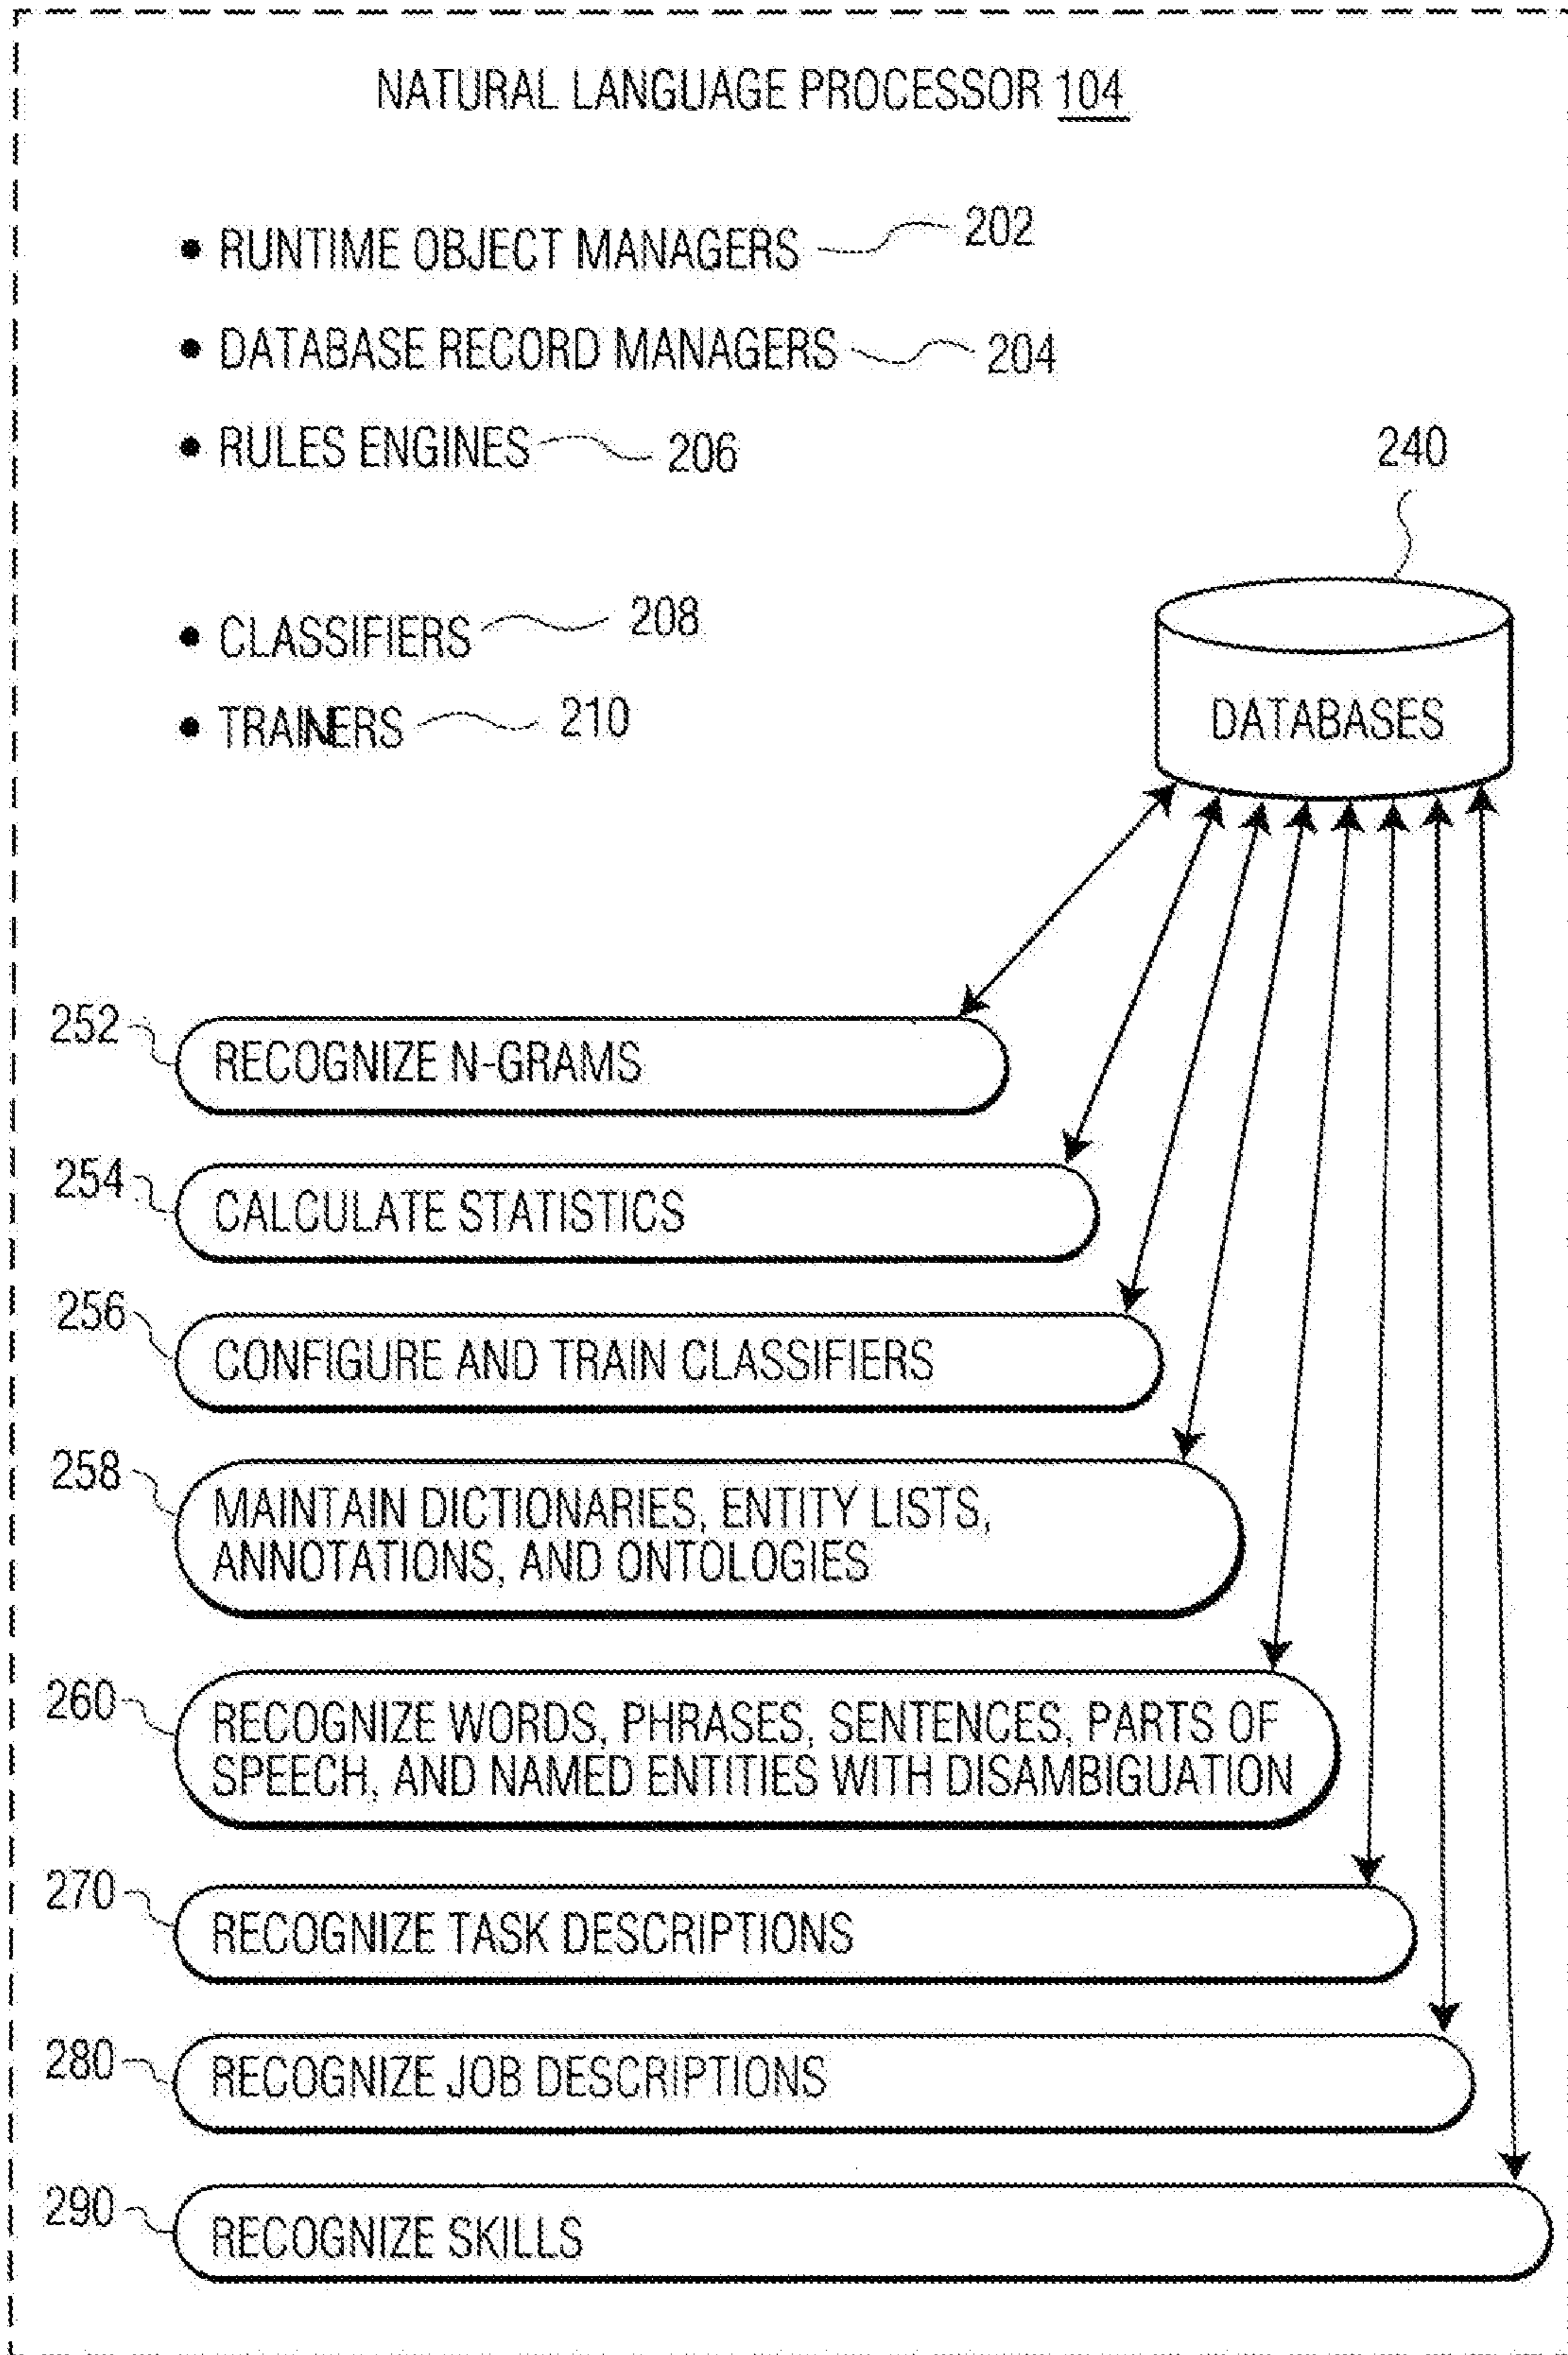 NATURAL LANGUAGE PROCESSOR 104
• RUNTIME OBJECT MANAGERS 202
• DATABASE RECORD MANAGERS 204
• RULES ENGINES 206
240
• CLASSIFIERS 208
• TRAINERS 210
DATABASES
252
RECOGNIZE N-GRAMS
254
CALCULATE STATISTICS
256
CONFIGURE AND TRAIN CLASSIFIERS
258
MAINTAIN DICTIONARIES, ENTITY LISTS,
ANNOTATIONS, AND ONTOLOGIES
260
RECOGNIZE WORDS, PHRASES, SENTENCES, PARTS OF
SPEECH, AND NAMED ENTITIES WITH DISAMBIGUATION
270
RECOGNIZE TASK DESCRIPTIONS
280
RECOGNIZE JOB DESCRIPTIONS
290
RECOGNIZE SKILLS